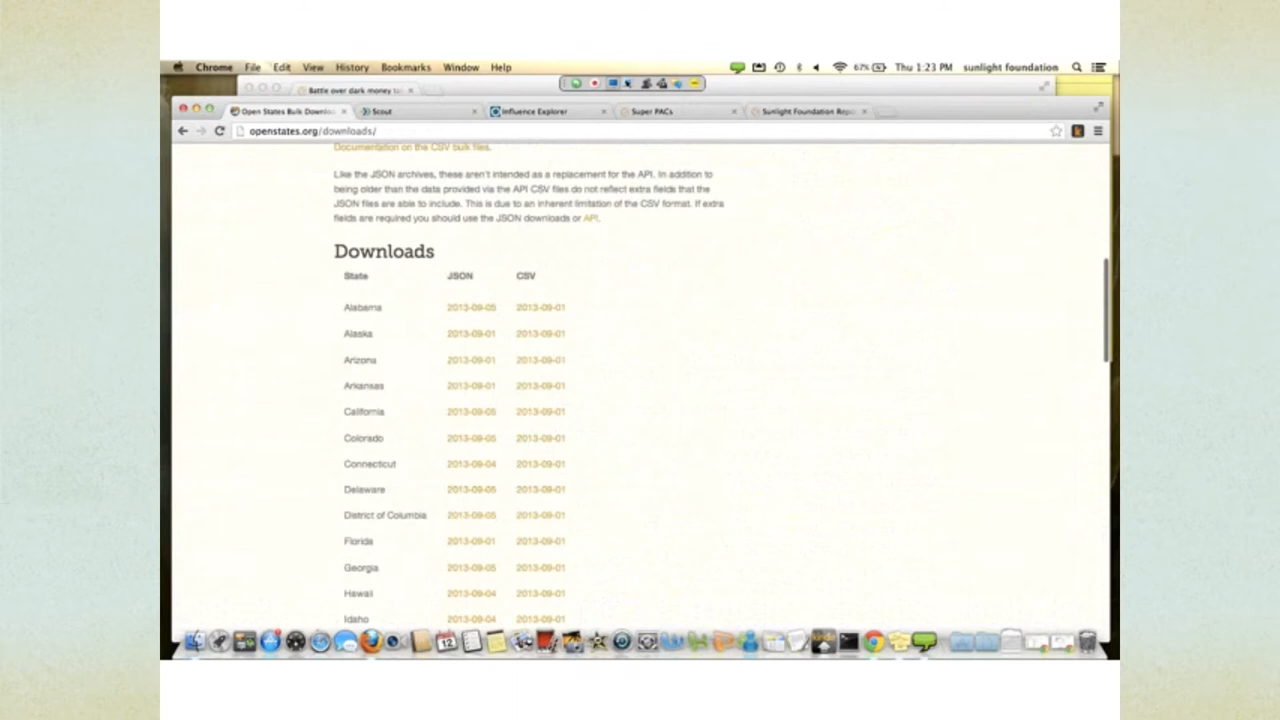 Chrome File Edit View History Bookmarks Window Help 67% Thu 1:23 PM sunlight foundation
Battle over dark money
Open States Bulk Downlo Scout Influence Explorer Super PACs Sunlight Foundation Repo
openstates.org/downloads/
Documentation on the CSV bulk files.
Like the JSON archives, these aren't intended as a replacement for the API. In addition to
being older than the data provided via the API CSV files do not reflect extra fields that the
JSON files are able to include. This is due to an inherent limitation of the CSV format. If extra
fields are required you should use the JSON downloads or API.
Downloads
State JSON CSV
Alabama 2013-09-05 2013-09-01
Alaska 2013-09-01 2013-09-01
Arizona 2013-09-01 2013-09-01
Arkansas 2013-09-01 2013-09-01
California 2013-09-05 2013-09-01
Colorado 2013-09-05 2013-09-01
Connecticut 2013-09-04 2013-09-01
Delaware 2013-09-05 2013-09-01
District of Columbia 2013-09-05 2013-09-01
Florida 2013-09-01 2013-09-01
Georgia 2013-09-05 2013-09-01
Hawaii 2013-09-04 2013-09-01
Idaho 2013-09-04 2013-09-01
12
kindle